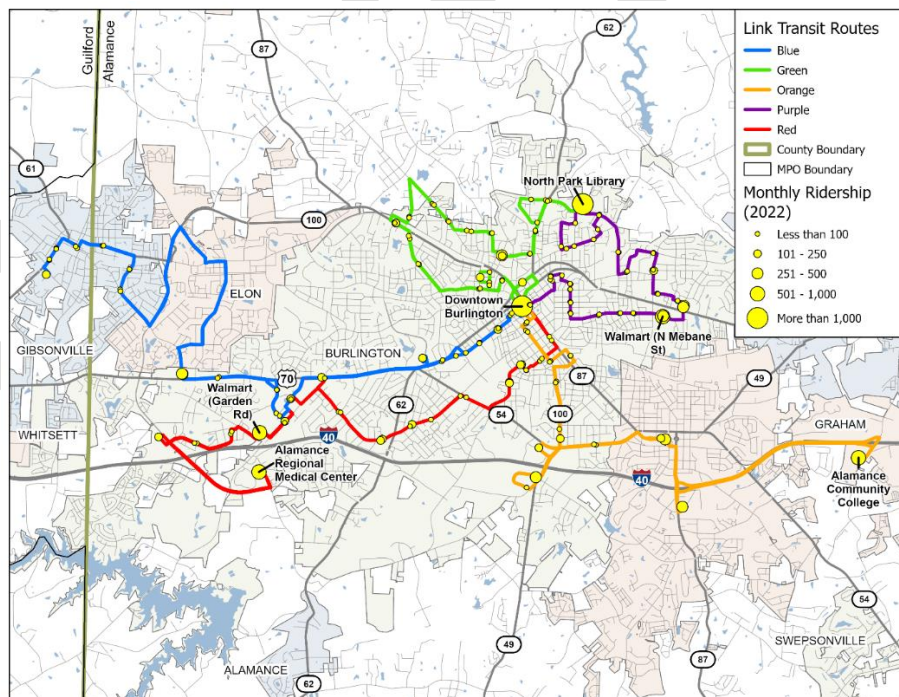 Guilford
Alamance
87
62
61
100
North Park Library
ELON
Downtown
Burlington
GIBSONVILLE
BURLINGTON
Walmart (N Mebane
St)
70
Walmart
(Garden
Rd)
WHITSETT
62
54
87
100
49
GRAHAM
40
Alamance
Regional
Medical Center
40
Alamance
Community
College
54
49
87
62
ALAMANCE
SWEPSONVILLE
Link Transit Routes
Blue
Green
Orange
Purple
Red
County Boundary
MPO Boundary
Monthly Ridership
(2022)
Less than 100
101 - 250
251 - 500
501 - 1,000
More than 1,000